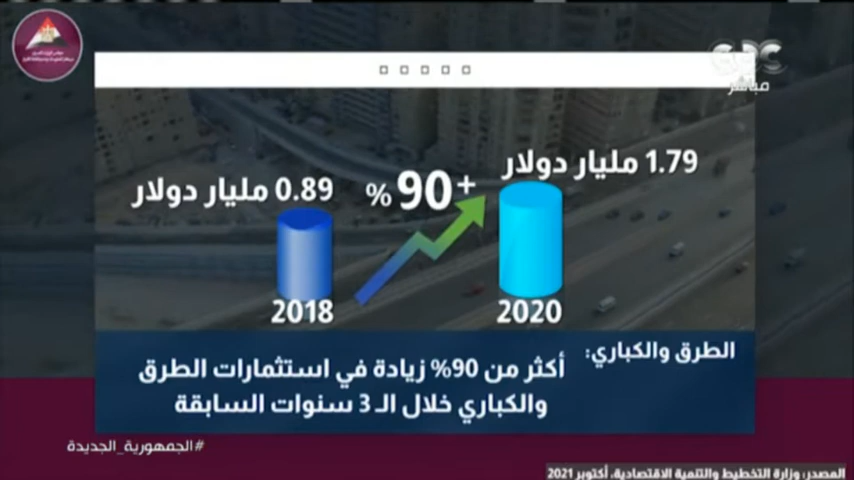 cbc
مباشر
1.79 مليار دولار
+90 %
0.89 مليار دولار
2018
2020
الطرق والكباري:
أكثر من 90% زيادة في استثمارات الطرق
والكباري خلال الـ 3 سنوات السابقة
#الجمهورية_الجديدة
المصدر: وزارة التخطيط والتنمية الاقتصادية، أكتوبر 2021